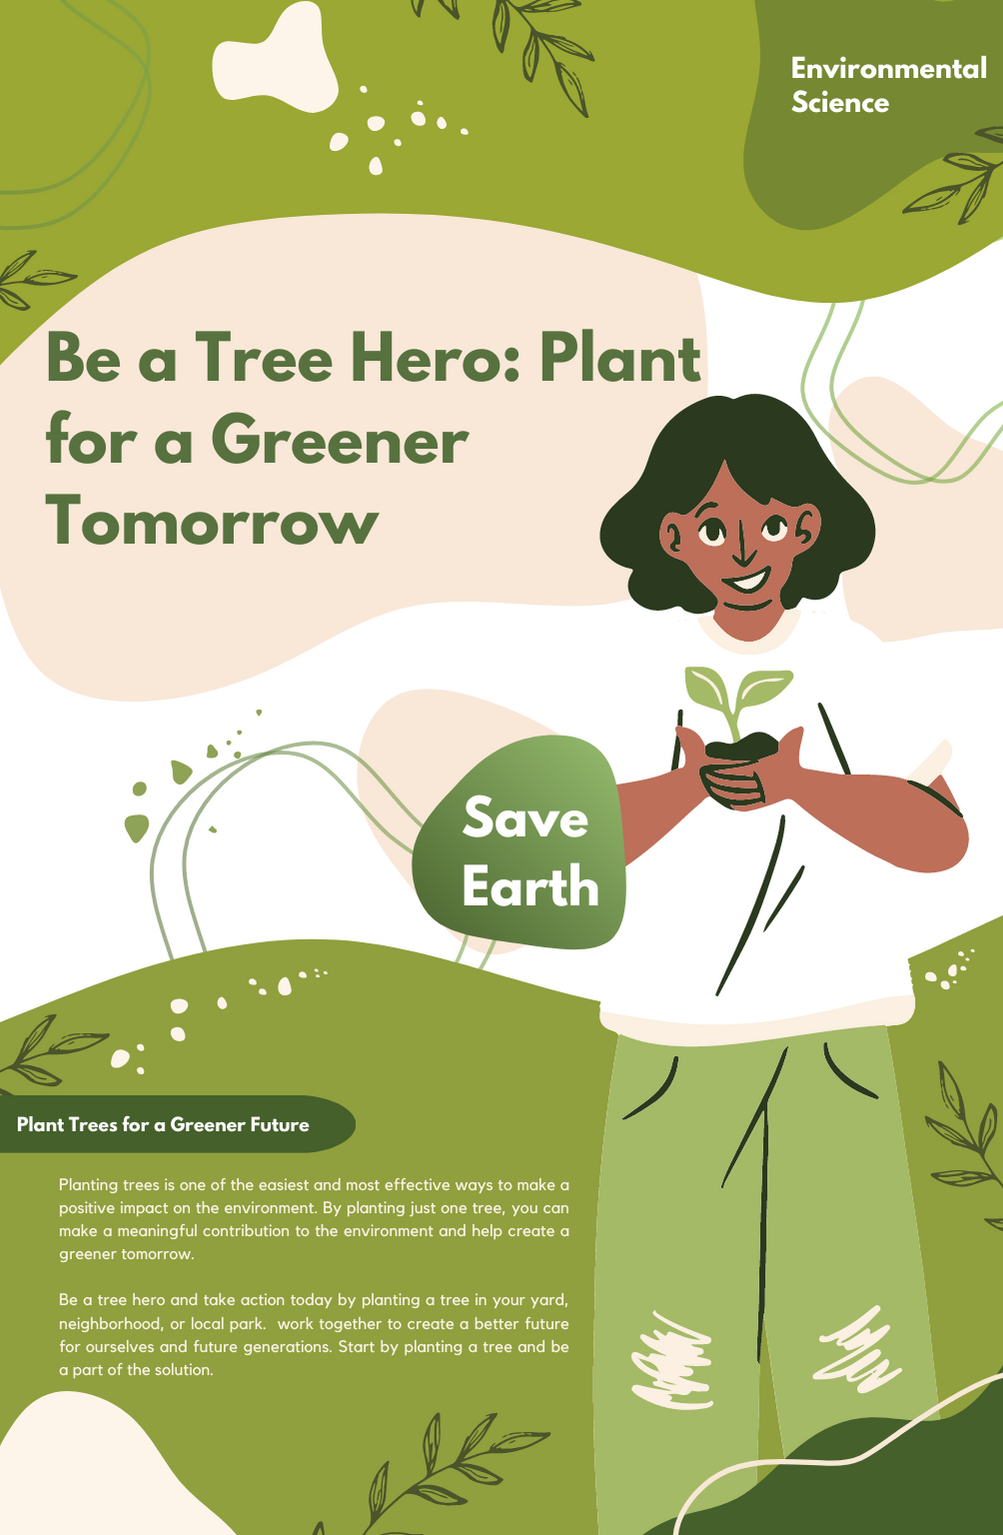 Environmental
Science
Be a Tree Hero: Plant
for a Greener
Tomorrow
Save
Earth
Plant Trees for a Greener Future
Planting trees is one of the easiest and most effective ways to make a
positive impact on the environment. By planting just one tree, you can
make a meaningful contribution to the environment and help create a
greener tomorrow.
Be a tree hero and take action today by planting a tree in your yard,
neighborhood, or local park.  work together to create a better future
for ourselves and future generations. Start by planting a tree and be
a part of the solution.